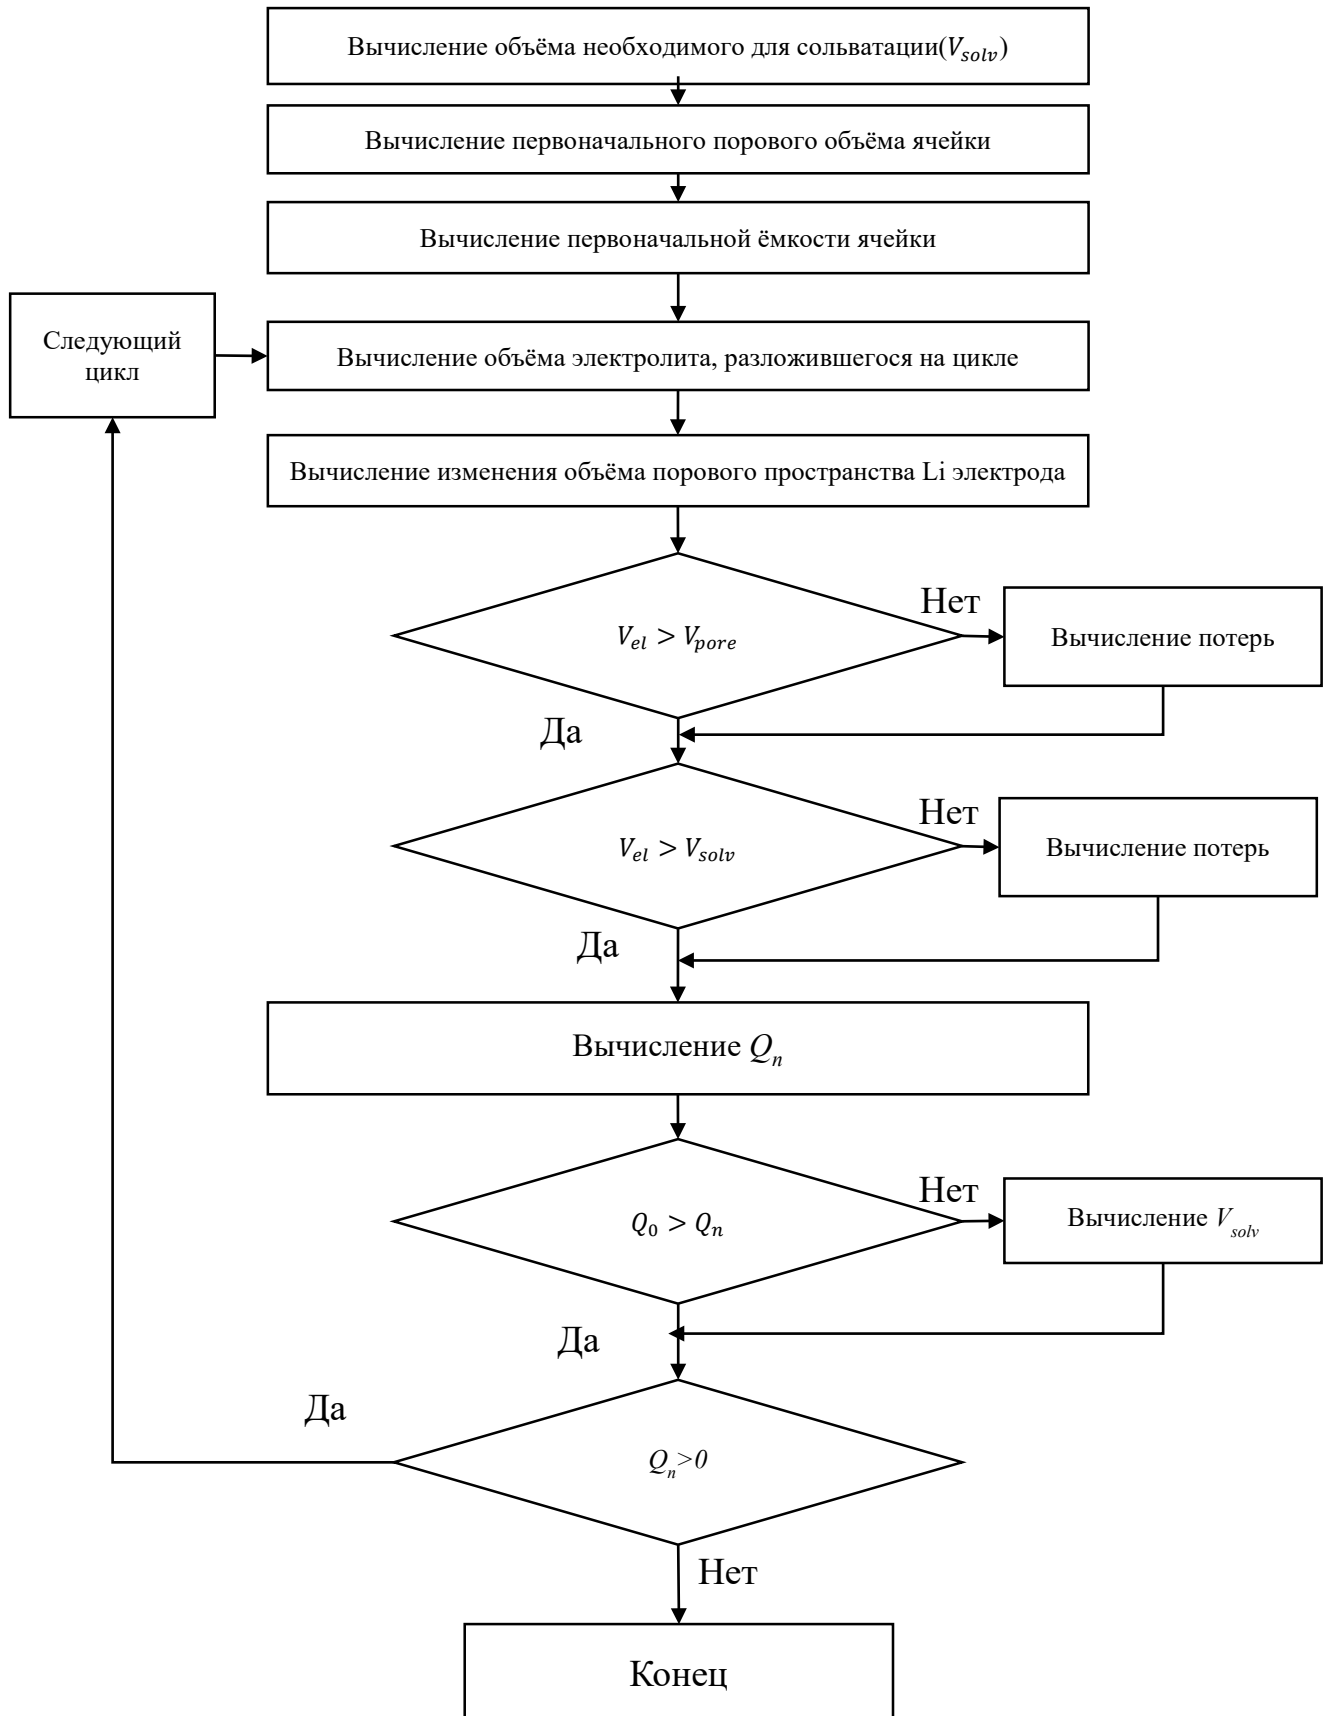 Вычисление объёма необходимого для сольватации(V_solv)
Вычисление первоначального порового объёма ячейки
Вычисление первоначальной ёмкости ячейки
Следующий
цикл
Вычисление объёма электролита, разложившегося на цикле
Вычисление изменения объёма порового пространства Li электрода
Нет
V_el > V_pore
Вычисление потерь
Да
Нет
V_el > V_solv
Вычисление потерь
Да
Вычисление Q_n
Нет
Q_0 > Q_n
Вычисление V_solv
Да
Да
Q_n>0
Нет
Конец